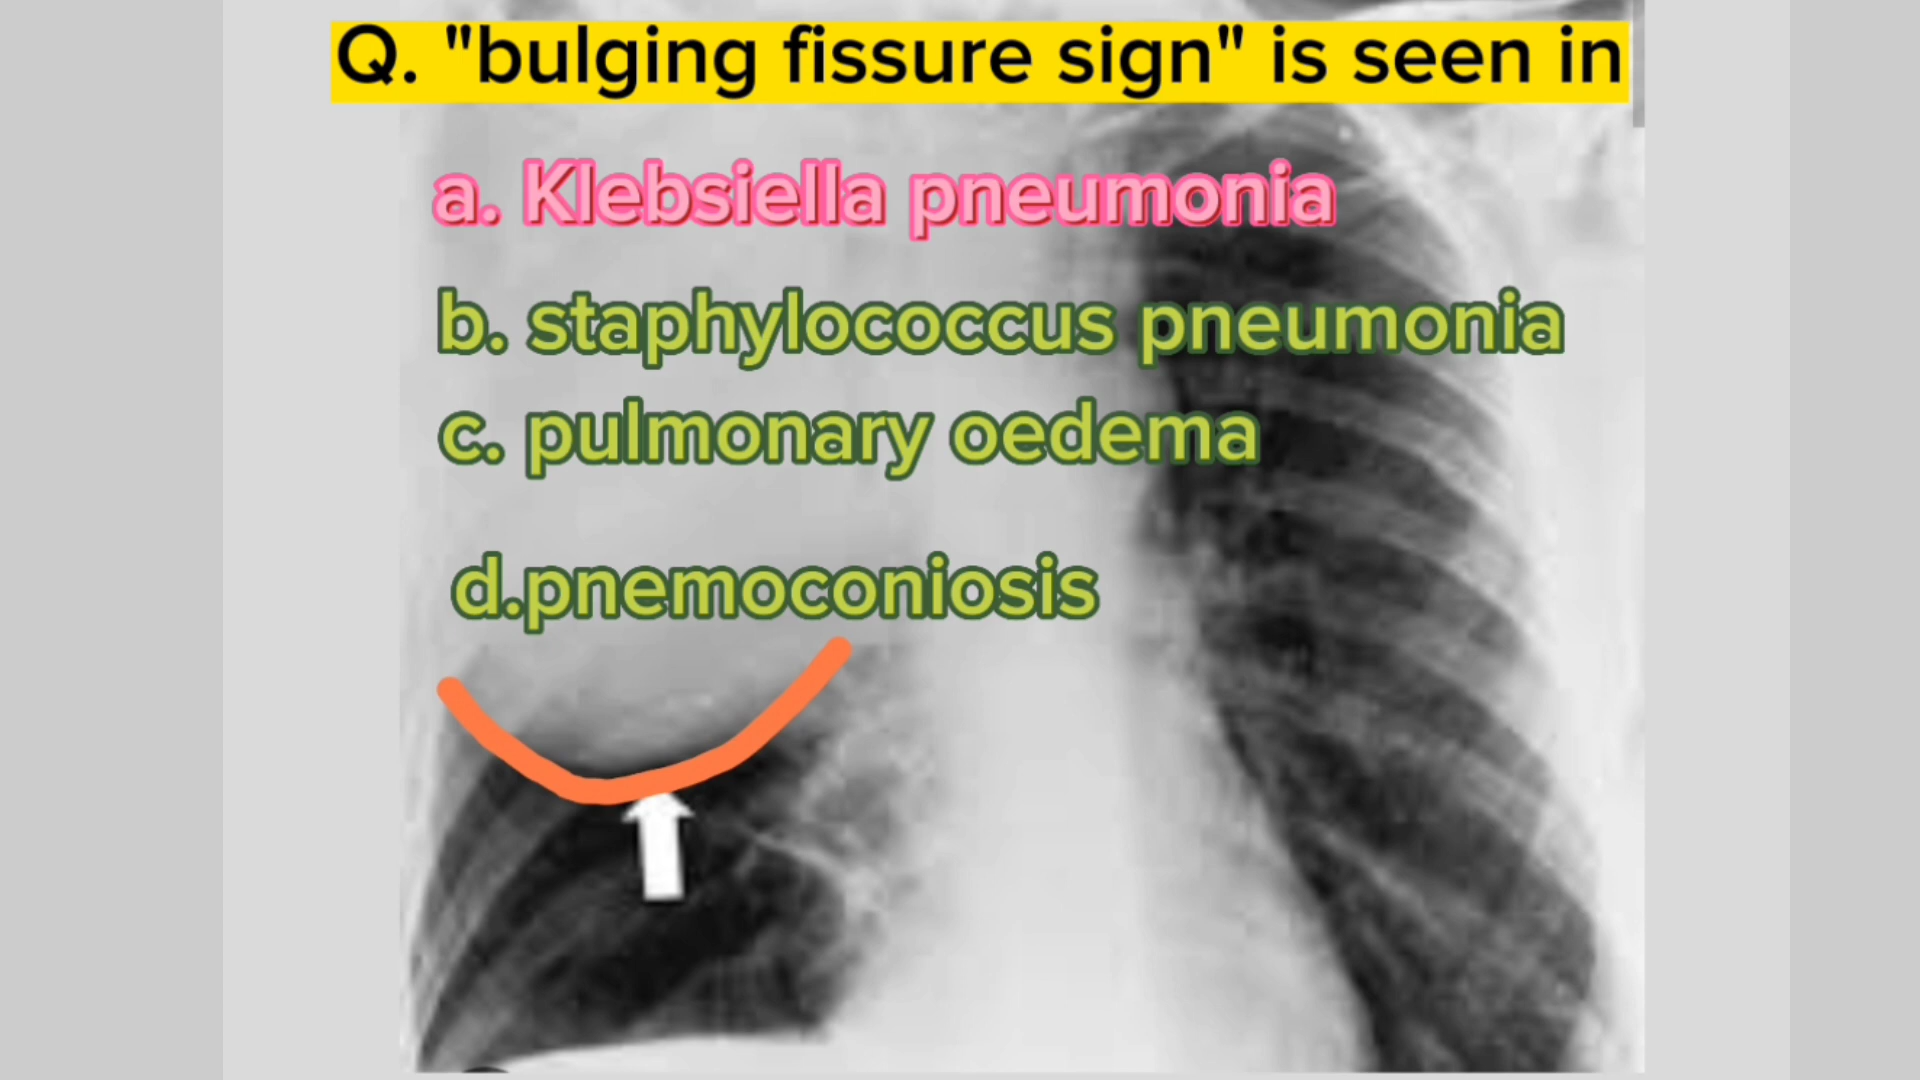 Q. "bulging fissure sign" is seen in
a. Klebsiella pneumonia
b. staphylococcus pneumonia
c. pulmonary oedema
d.pnemoconiosis